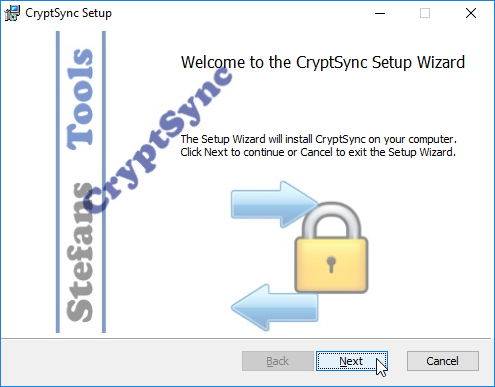 CryptSync Setup
Welcome to the CryptSync Setup Wizard
Stefans Tools
CryptSync
The Setup Wizard will install CryptSync on your computer.
Click Next to continue or Cancel to exit the Setup Wizard.
Back
Next
Cancel